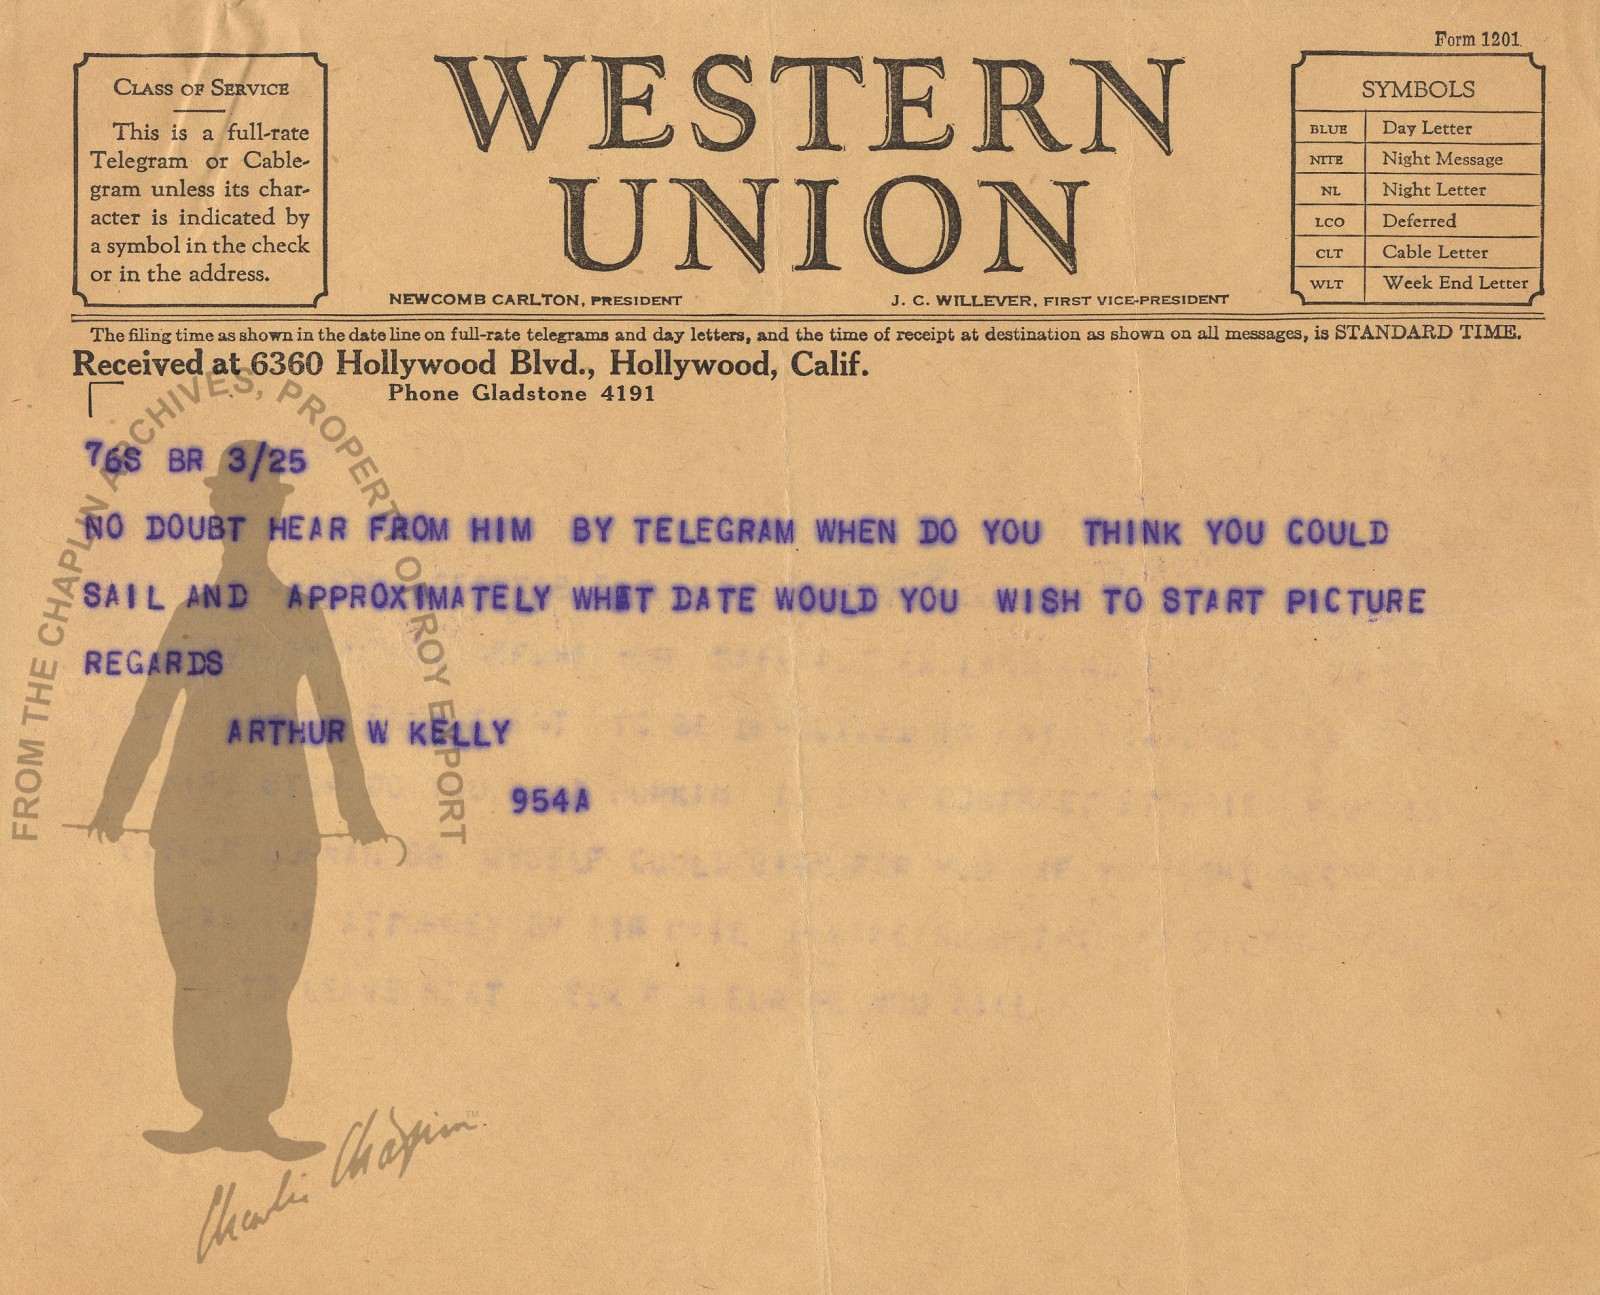 Form 1201
CLASS OF SERVICE
This is a full-rate
Telegram or Cable-
gram unless its char-
acter is indicated by
a symbol in the check
or in the address.
WESTERN
UNION
NEWCOMB CARLTON, PRESIDENT
J. C. WILLEVER, FIRST VICE-PRESIDENT
SYMBOLS
BLUE Day Letter
NITE Night Message
NL Night Letter
LCO Deferred
CLT Cable Letter
WLT Week End Letter
The filing time as shown in the date line on full-rate telegrams and day letters, and the time of receipt at destination as shown on all messages, is STANDARD TIME.
Received at 6360 Hollywood Blvd., Hollywood, Calif.
Phone Gladstone 4191
76S BR 3/25
NO DOUBT HEAR FROM HIM BY TELEGRAM WHEN DO YOU THINK YOU COULD
SAIL AND APPROXIMATELY WHAT DATE WOULD YOU WISH TO START PICTURE
REGARDS
ARTHUR W KELLY
954A
FROM THE CHAPLIN ARCHIVES, PROPERTY OF ROY EXPORT
Charlie Chaplin ™